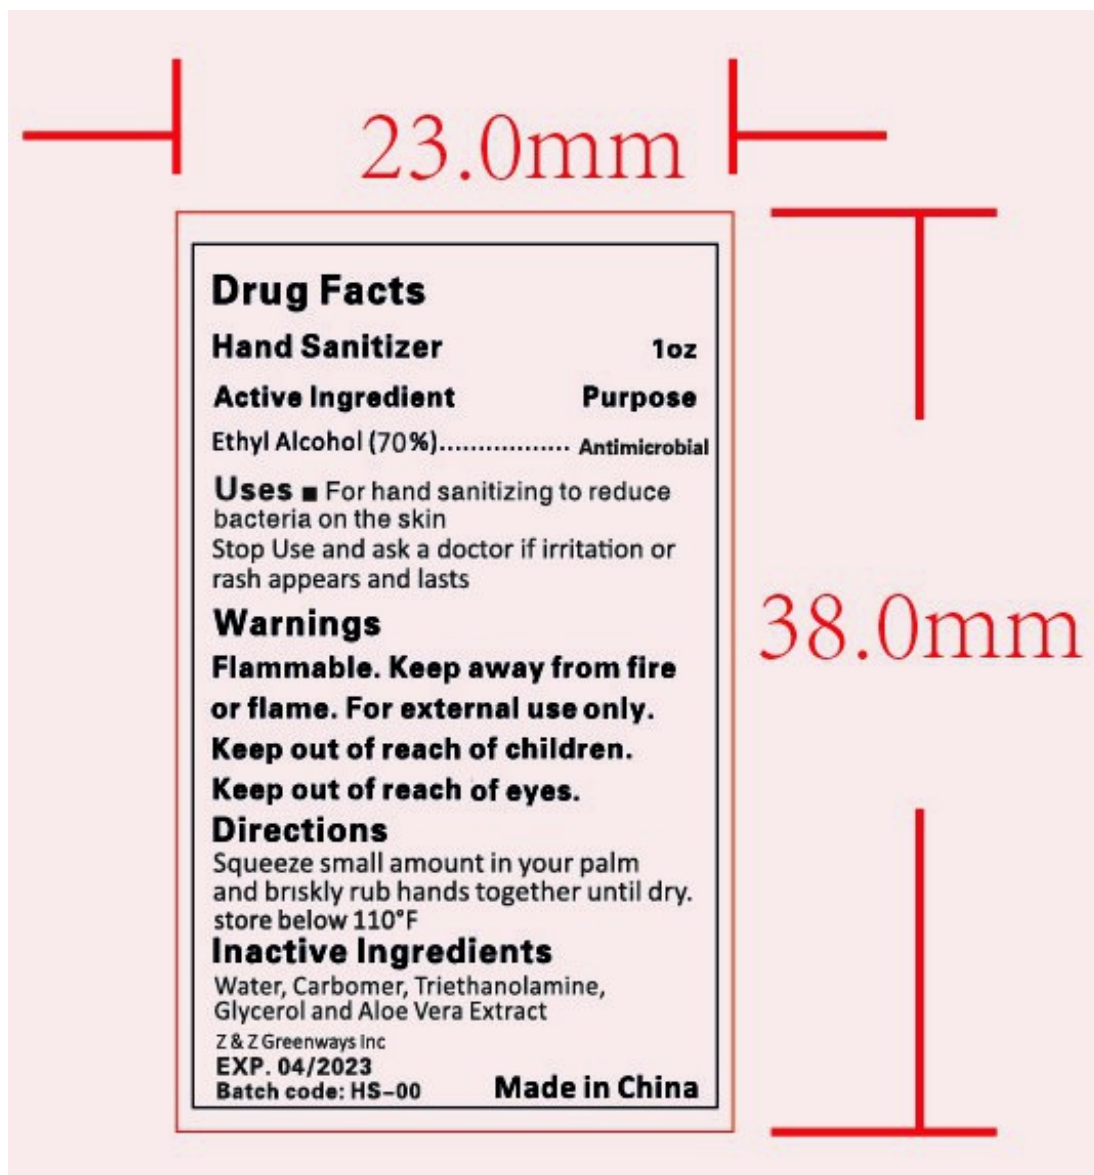 23.0mm
Drug Facts
Hand Sanitizer 1oz
Active Ingredient Purpose
Ethyl Alcohol (70%).................. Antimicrobial
Uses ■ For hand sanitizing to reduce
bacteria on the skin
Stop Use and ask a doctor if irritation or
rash appears and lasts
Warnings
Flammable. Keep away from fire
or flame. For external use only.
Keep out of reach of children.
Keep out of reach of eyes.
38.0mm
Directions
Squeeze small amount in your palm
and briskly rub hands together until dry.
store below 110°F
Inactive Ingredients
Water, Carbomer, Triethanolamine,
Glycerol and Aloe Vera Extract
Z & Z Greenways Inc
EXP. 04/2023
Batch code: HS-00 Made in China